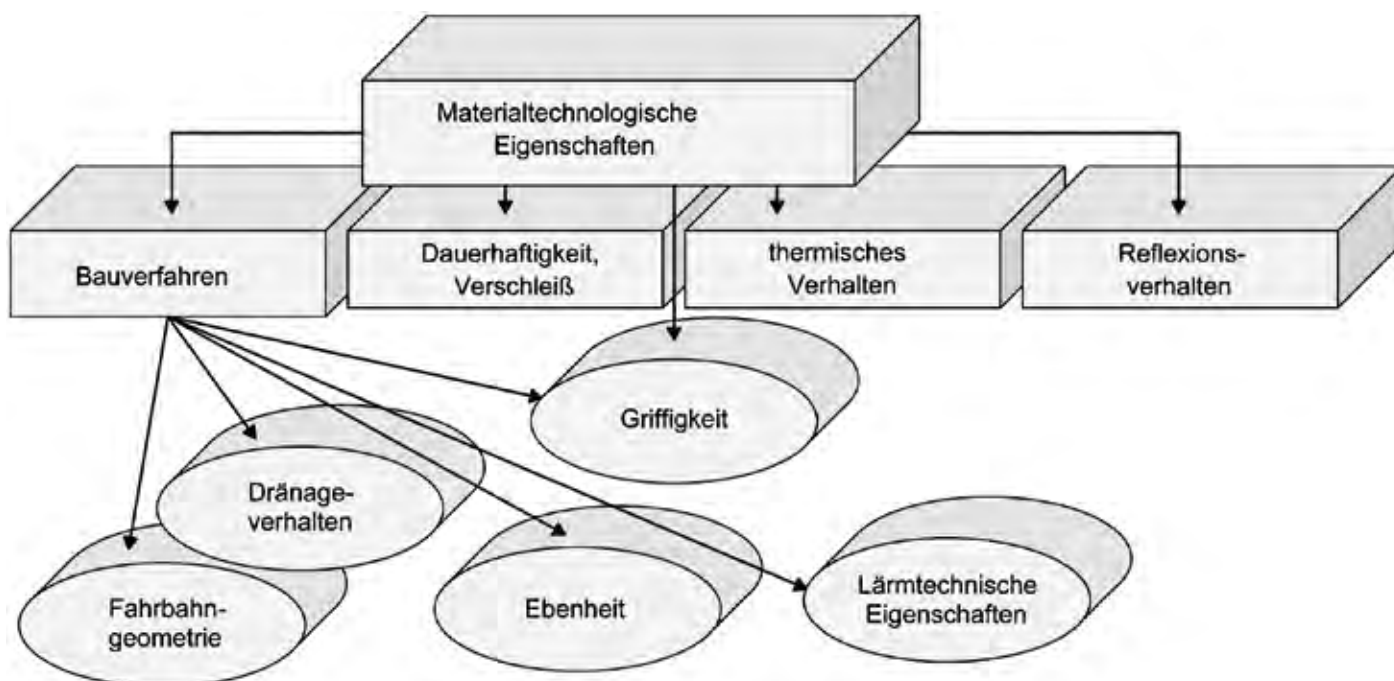 Materialtechnologische
Eigenschaften
Bauverfahren
Dauerhaftigkeit,
Verschleiß
thermisches
Verhalten
Reflexions-
verhalten
Griffigkeit
Dränage-
verhalten
Fahrbahn-
geometrie
Ebenheit
Lärmtechnische
Eigenschaften